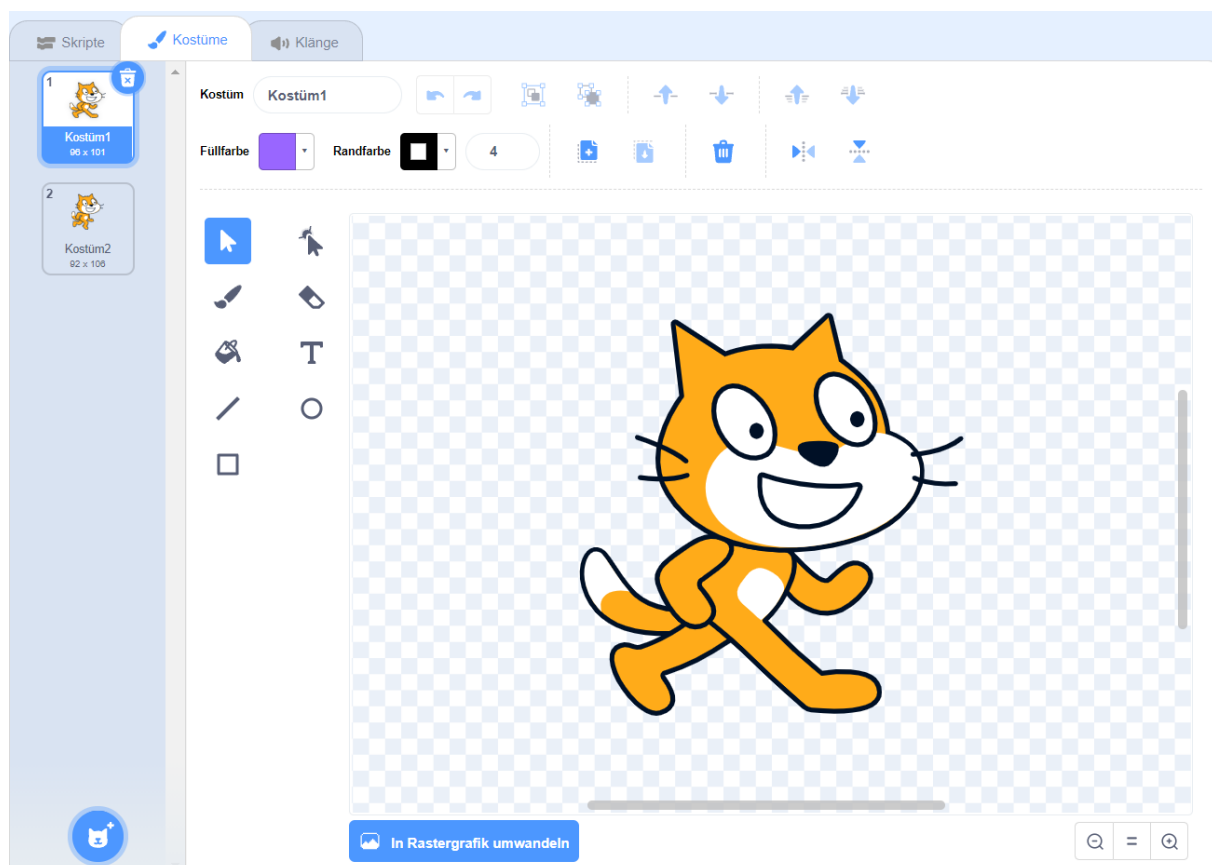 Skripte
Kostüme
Klänge
1
Kostüm1
96 x 101
2
Kostüm2
92 x 106
Kostüm
Kostüm1
Füllfarbe
Randfarbe
4
T
In Rastergrafik umwandeln